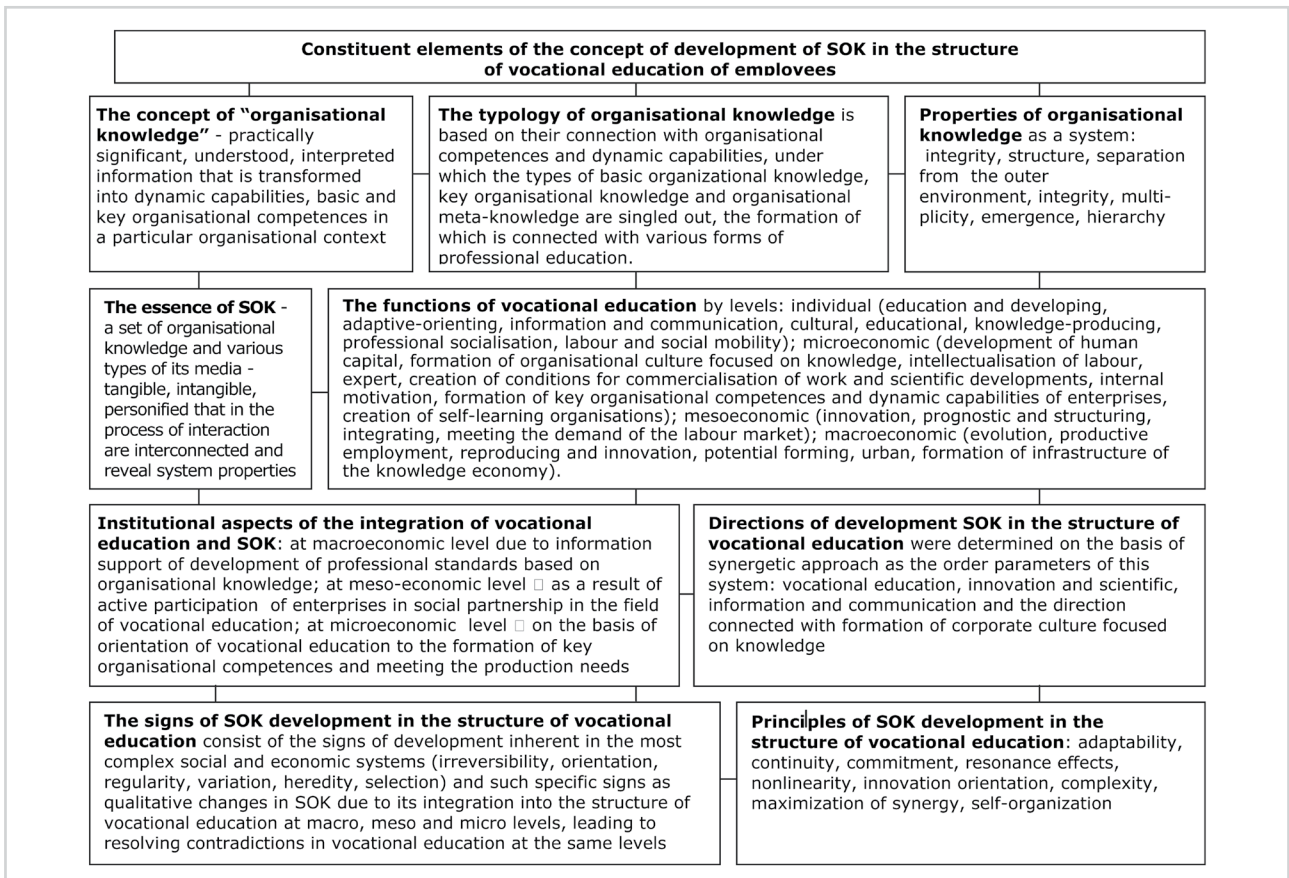 Constituent elements of the concept of development of SOK in the structure
of vocational education of employees
The concept of “organisational
knowledge” - practically
significant, understood, interpreted
information that is transformed
into dynamic capabilities, basic and
key organisational competences in
a particular organisational context
The typology of organisational knowledge is
based on their connection with organisational
competences and dynamic capabilities, under
which the types of basic organizational knowledge,
key organisational knowledge and organisational
meta-knowledge are singled out, the formation of
which is connected with various forms of
professional education.
Properties of organisational
knowledge as a system:
integrity, structure, separation
from the outer
environment, integrity, multi-
plicity, emergence, hierarchy
The essence of SOK -
a set of organisational
knowledge and various
types of its media -
tangible, intangible,
personified that in the
process of interaction
are interconnected and
reveal system properties
The functions of vocational education by levels: individual (education and developing,
adaptive-orienting, information and communication, cultural, educational, knowledge-producing,
professional socialisation, labour and social mobility); microeconomic (development of human
capital, formation of organisational culture focused on knowledge, intellectualisation of labour,
expert, creation of conditions for commercialisation of work and scientific developments, internal
motivation, formation of key organisational competences and dynamic capabilities of enterprises,
creation of self-learning organisations); mesoeconomic (innovation, prognostic and structuring,
integrating, meeting the demand of the labour market); macroeconomic (evolution, productive
employment, reproducing and innovation, potential forming, urban, formation of infrastructure of
the knowledge economy).
Institutional aspects of the integration of vocational
education and SOK: at macroeconomic level due to information
support of development of professional standards based on
organisational knowledge; at meso-economic level □ as a result of
active participation of enterprises in social partnership in the field
of vocational education; at microeconomic level □ on the basis of
orientation of vocational education to the formation of key
organisational competences and meeting the production needs
Directions of development SOK in the structure of
vocational education were determined on the basis of
synergetic approach as the order parameters of this
system: vocational education, innovation and scientific,
information and communication and the direction
connected with formation of corporate culture focused
on knowledge
The signs of SOK development in the structure of vocational
education consist of the signs of development inherent in the most
complex social and economic systems (irreversibility, orientation,
regularity, variation, heredity, selection) and such specific signs as
qualitative changes in SOK due to its integration into the structure of
vocational education at macro, meso and micro levels, leading to
resolving contradictions in vocational education at the same levels
Principles of SOK development in the
structure of vocational education: adaptability,
continuity, commitment, resonance effects,
nonlinearity, innovation orientation, complexity,
maximization of synergy, self-organization